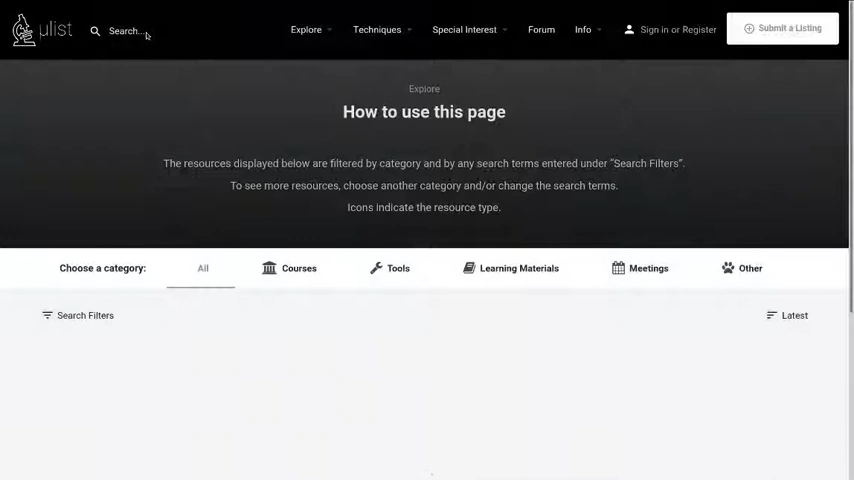 µlist
Search...
Explore
Techniques
Special Interest
Forum
Info
Sign in or Register
Submit a Listing
Explore
How to use this page
The resources displayed below are filtered by category and by any search terms entered under “Search Filters”.
To see more resources, choose another category and/or change the search terms.
Icons indicate the resource type.
Choose a category:
All
Courses
Tools
Learning Materials
Meetings
Other
Search Filters
Latest